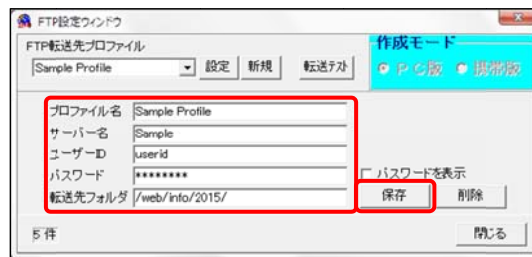 FTP設定ウィンドウ
FTP転送先プロファイル
作成モード
Sample Profile
設定
新規
転送テスト
PC版
携帯版
プロファイル名 Sample Profile
サーバー名 Sample
ユーザーID userid
パスワード ********
パスワードを表示
転送先フォルダ /web/info/2015/
保存
削除
5件
閉じる